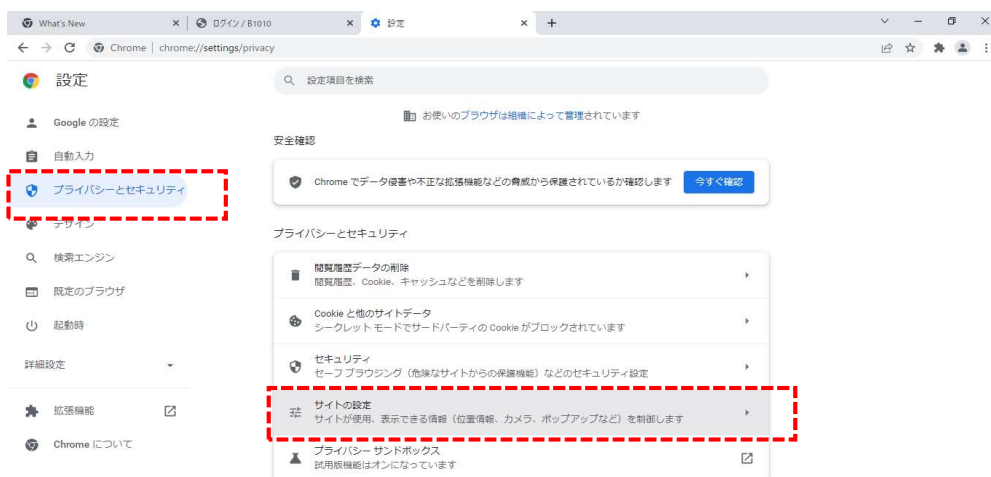 What's New
ログイン / B1010
設定
Chrome | chrome://settings/privacy
設定
設定項目を検索
お使いのブラウザは組織によって管理されています
Google の設定
自動入力
プライバシーとセキュリティ
デザイン
検索エンジン
既定のブラウザ
起動時
詳細設定
拡張機能
Chrome について
安全確認
Chrome でデータ侵害や不正な拡張機能などの脅威から保護されているか確認します
今すぐ確認
プライバシーとセキュリティ
閲覧履歴データの削除
閲覧履歴、Cookie、キャッシュなどを削除します
Cookie と他のサイトデータ
シークレット モードでサードパーティの Cookie がブロックされています
セキュリティ
セーフ ブラウジング（危険なサイトからの保護機能）などのセキュリティ設定
サイトの設定
サイトが使用、表示できる情報（位置情報、カメラ、ポップアップなど）を制御します
プライバシー サンドボックス
試用版機能はオンになっています